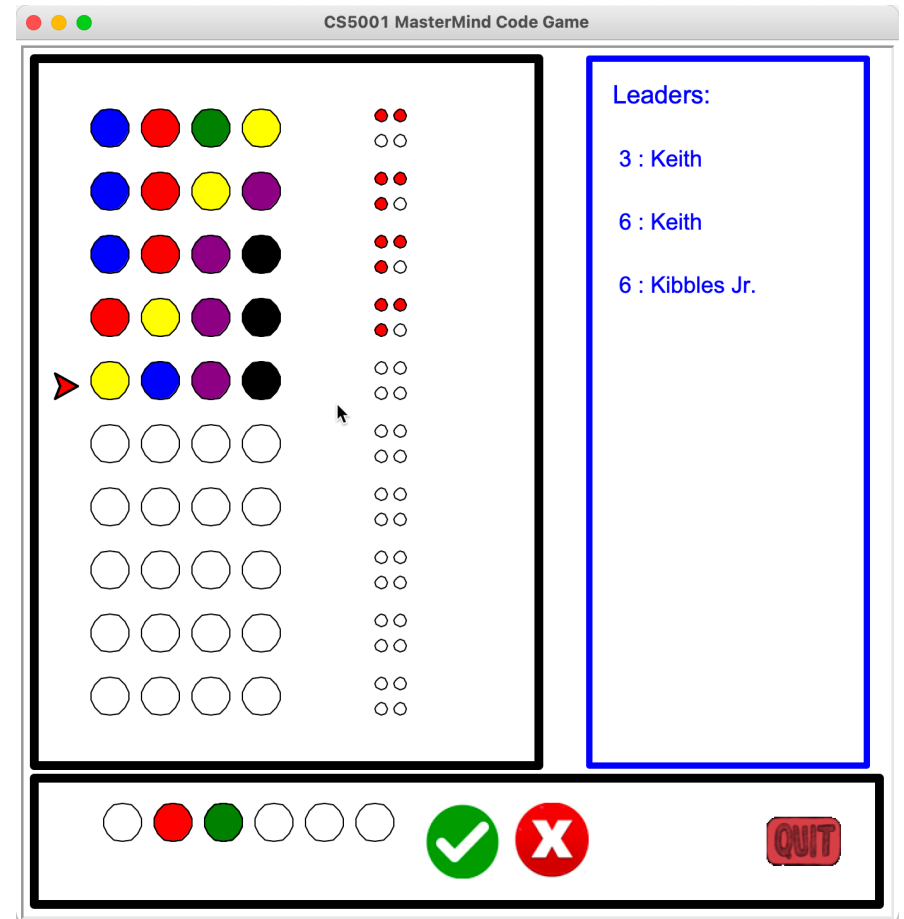 CS5001 MasterMind Code Game
Leaders:
3 : Keith
6 : Keith
6 : Kibbles Jr.
QUIT